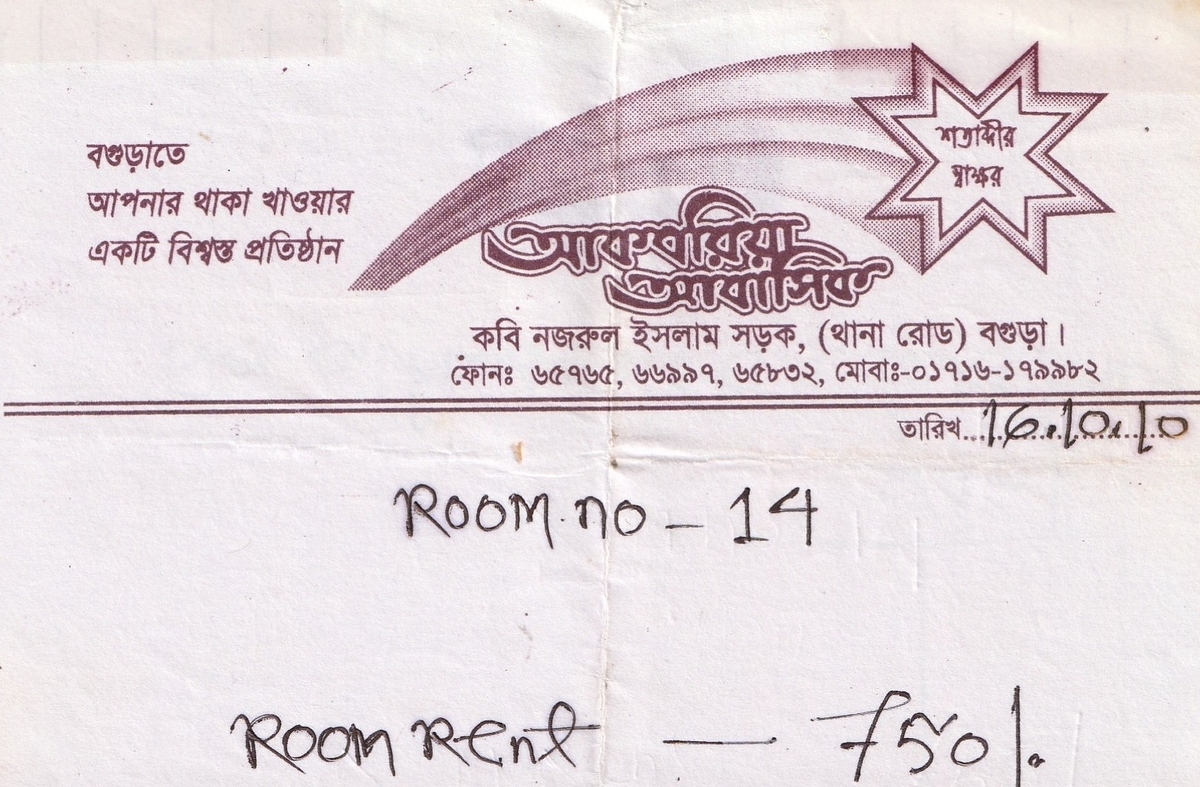 বগুড়াতে
আপনার থাকা খাওয়ার
একটি বিশ্বস্ত প্রতিষ্ঠান
শতাব্দীর
স্বাক্ষর
আকবরিয়া
আবাসিক
কবি নজরুল ইসলাম সড়ক, (থানা রোড) বগুড়া।
ফোনঃ ৬৫৭৬৫, ৬৬৯৯৭, ৬৫৮৩২, মোবাঃ-০১৭১৬-১৭৯৯৮২
তারিখ...16.10.10
ROOM no - 14
ROOM RENt — 750/.